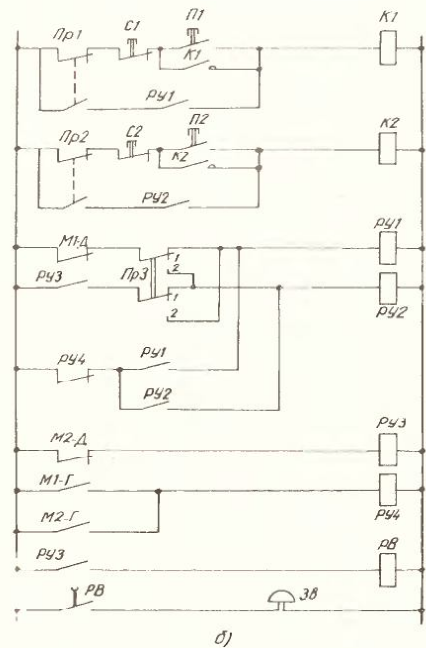 Пр1 С1 П1 К1
К1
РУ1
Пр2 С2 П2 К2
К2
РУ2
М1-Д РУ1
1
РУ3 Пр3 2
1 РУ2
2
РУ4 РУ1
РУ2
М2-Д РУ3
М1-Г
РУ4
М2-Г
РУ3 РВ
РВ ЗВ
б)